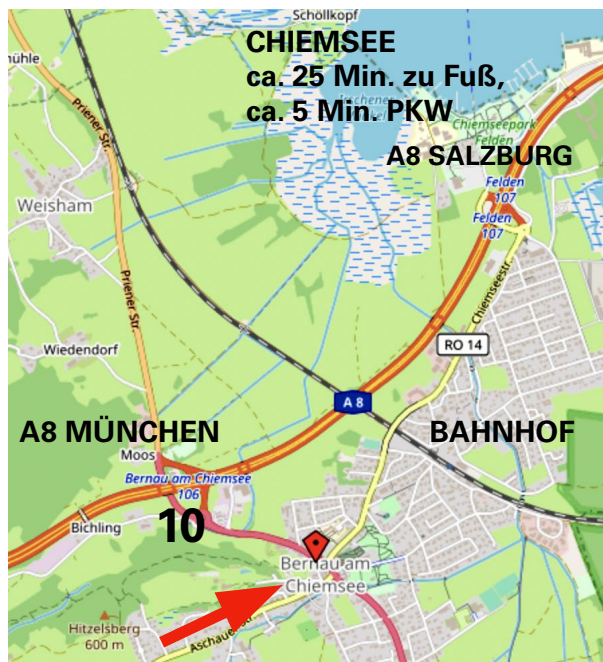 Schöllkopf
CHIEMSEE
ca. 25 Min. zu Fuß,
ca. 5 Min. PKW
ühle
Priener Str.
Chiemseepark
Felden
A8 SALZBURG
Felden
107
Felden
107
Weisham
Priener Str.
Chiemseestr.
RO 14
Wiedendorf
A 8
A8 MÜNCHEN
BAHNHOF
Moos
Bernau am Chiemsee
106
Bichling
10
Bernau am
Chiemsee
Hitzelsberg
600 m